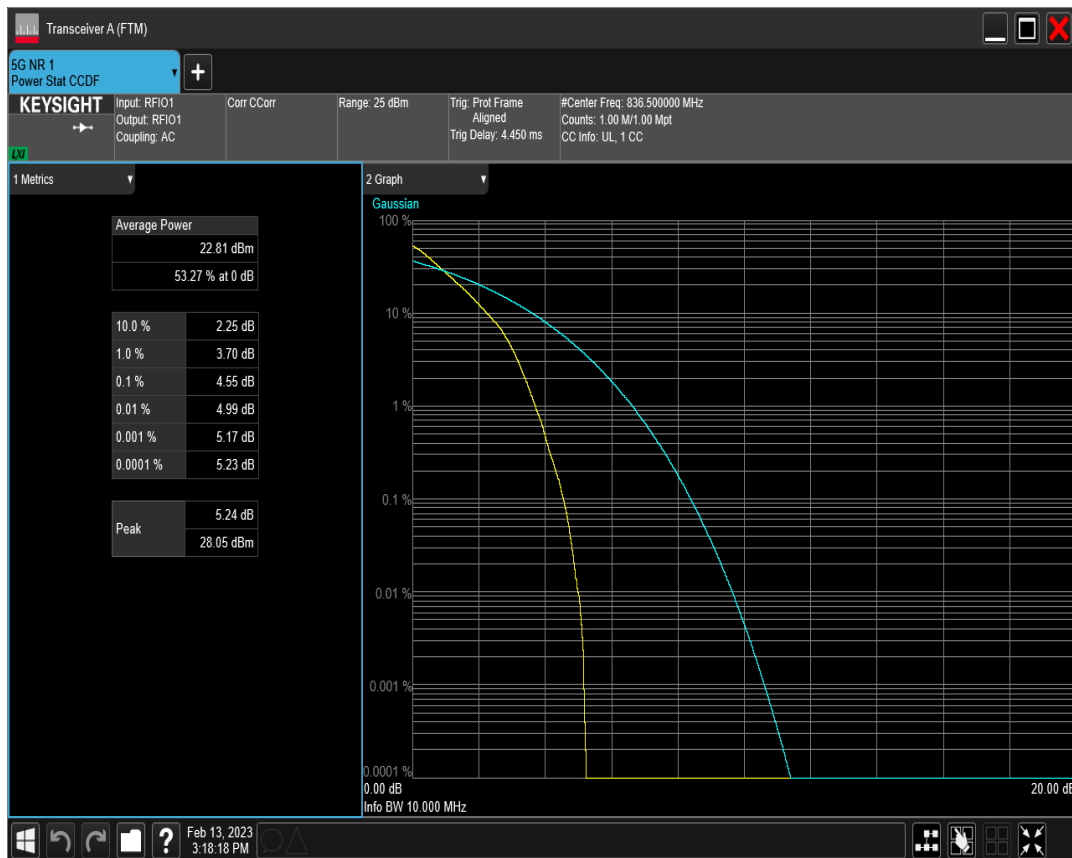 Transceiver A (FTM)
5G NR 1
Power Stat CCDF
+
KEYSIGHT
LXI
Input: RFIO1
Output: RFIO1
Coupling: AC
Corr CCorr
Range: 25 dBm
Trig: Prot Frame
Aligned
Trig Delay: 4.450 ms
#Center Freq: 836.500000 MHz
Counts: 1.00 M/1.00 Mpt
CC Info: UL, 1 CC
1 Metrics
Average Power
22.81 dBm
53.27 % at 0 dB
10.0 % 2.25 dB
1.0 % 3.70 dB
0.1 % 4.55 dB
0.01 % 4.99 dB
0.001 % 5.17 dB
0.0001 % 5.23 dB
Peak 5.24 dB
28.05 dBm
2 Graph
Gaussian
100 %
10 %
1 %
0.1 %
0.01 %
0.001 %
0.0001 %
0.00 dB 20.00 dB
Info BW 10.000 MHz
?
Feb 13, 2023
3:18:18 PM